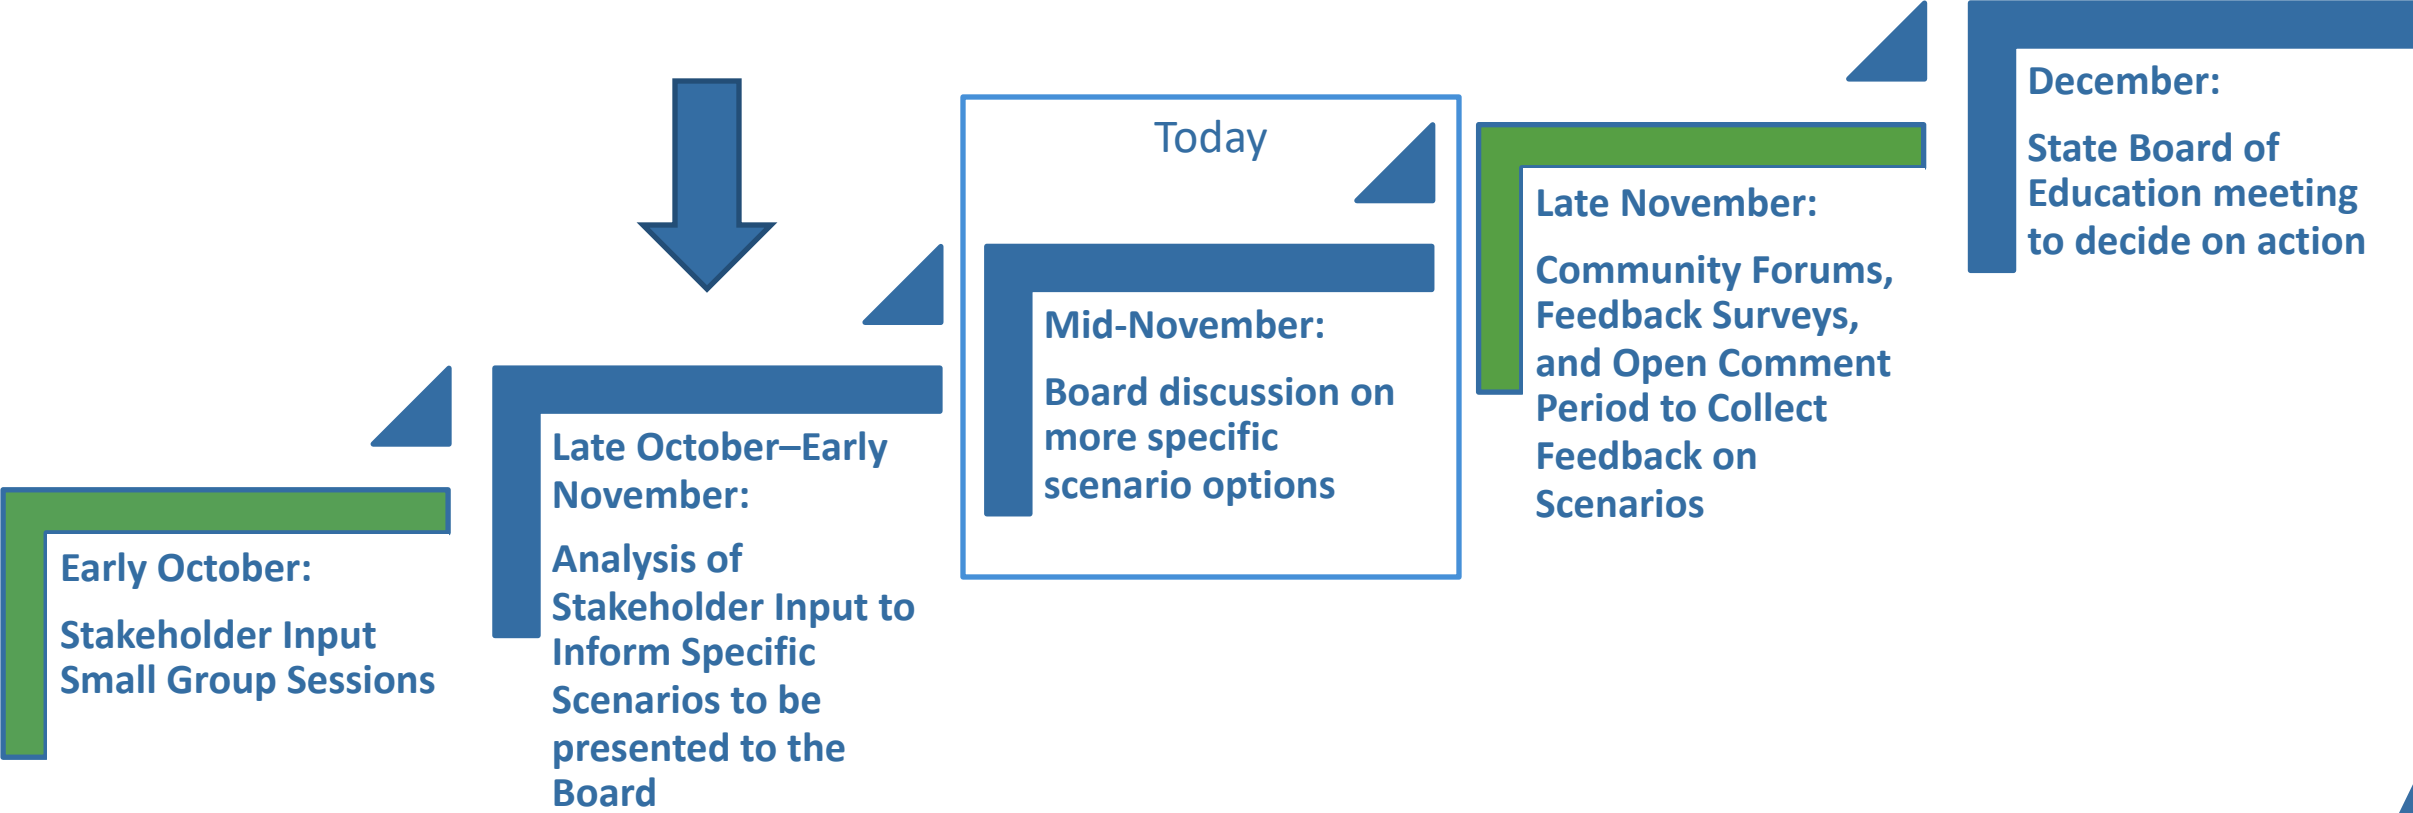 Early October:
Stakeholder Input
Small Group Sessions
Late October–Early
November:
Analysis of
Stakeholder Input to
Inform Specific
Scenarios to be
presented to the
Board
Today
Mid-November:
Board discussion on
more specific
scenario options
Late November:
Community Forums,
Feedback Surveys,
and Open Comment
Period to Collect
Feedback on
Scenarios
December:
State Board of
Education meeting
to decide on action